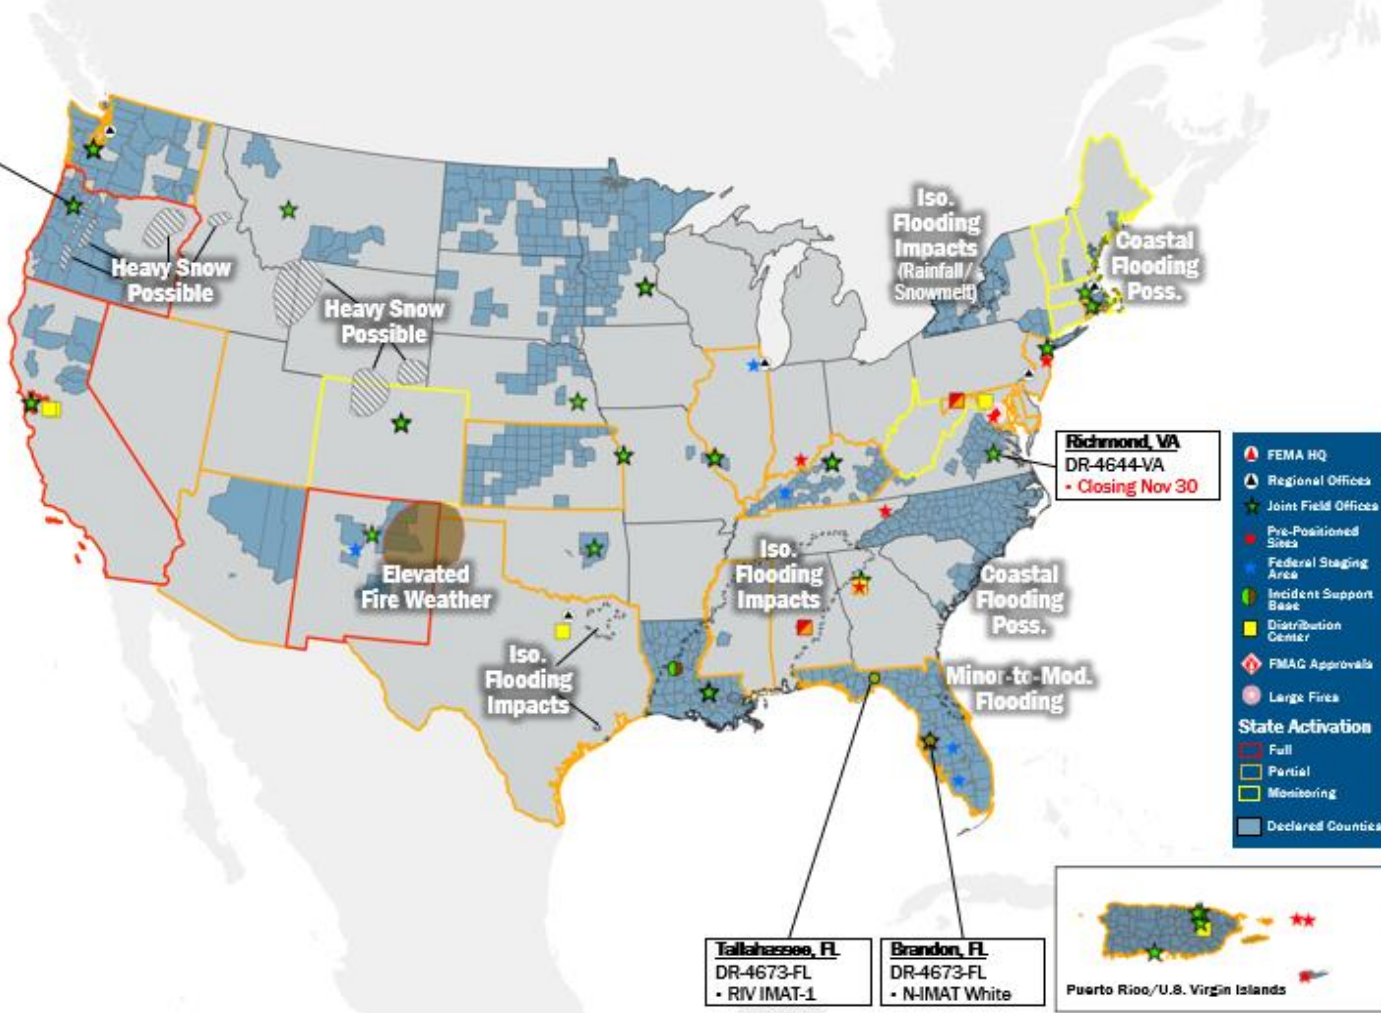 Heavy Snow
Possible
Heavy Snow
Possible
Iso.
Flooding
Impacts
(Rainfall/
Snowmelt)
Coastal
Flooding
Poss.
Richmond, VA
DR-4644-VA
• Closing Nov 30
Elevated
Fire Weather
Iso.
Flooding
Impacts
Coastal
Flooding
Poss.
Iso.
Flooding
Impacts
Minor-to-Mod.
Flooding
Tallahassee, FL
DR-4673-FL
• RIV IMAT-1
Brandon, FL
DR-4673-FL
• N-IMAT White
FEMA HQ
Regional Offices
Joint Field Offices
Pre-Positioned
Sites
Federal Staging
Area
Incident Support
Base
Distribution
Center
FMAG Approvals
Large Fires
State Activation
Full
Partial
Monitoring
Declared Counties
Puerto Rico/U.S. Virgin Islands